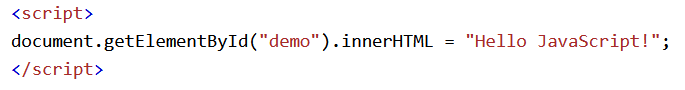 <script>
document.getElementById("demo").innerHTML = "Hello JavaScript!";
</script>